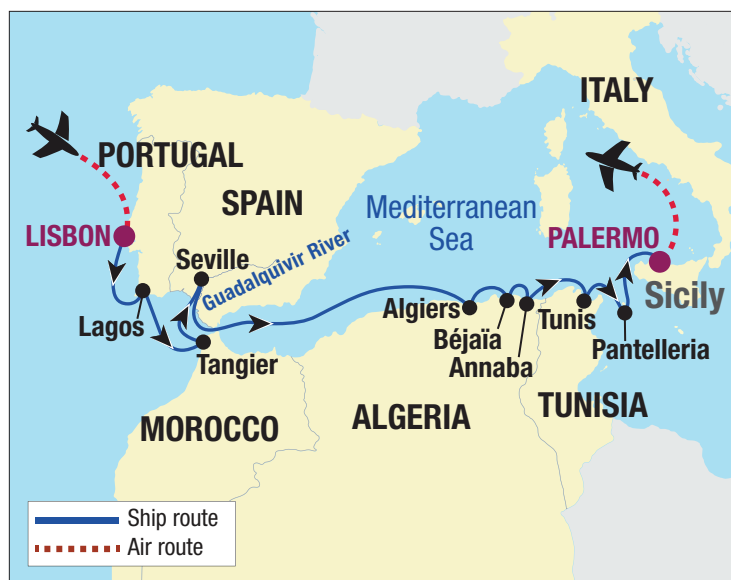 ITALY
PORTUGAL
SPAIN
Mediterranean
Sea
LISBON
PALERMO
Seville
Guadalquivir River
Sicily
Lagos
Algiers
Tunis
Béjaïa
Tangier
Annaba
Pantelleria
MOROCCO
ALGERIA
TUNISIA
Ship route
Air route